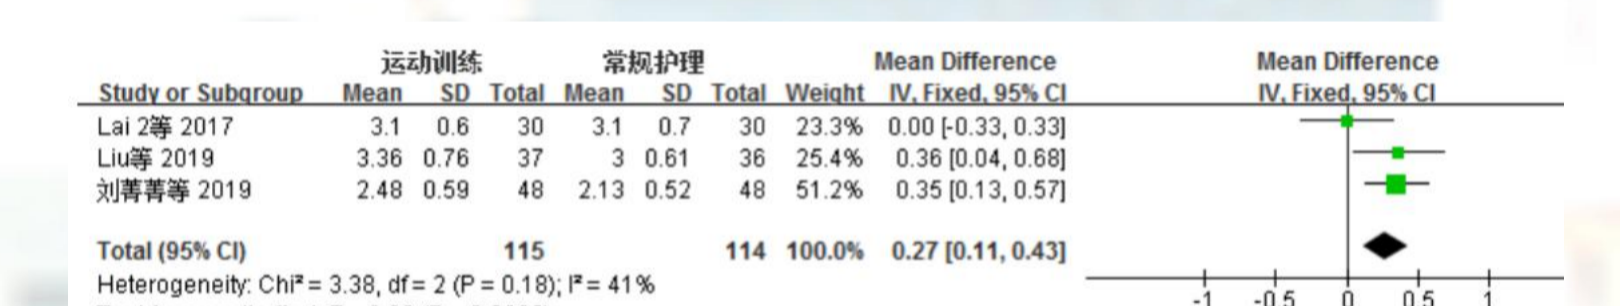 运动训练 常规护理 Mean Difference Mean Difference
Study or Subgroup Mean SD Total Mean SD Total Weight IV, Fixed, 95% CI IV, Fixed, 95% CI
Lai 2等 2017 3.1 0.6 30 3.1 0.7 30 23.3% 0.00 [-0.33, 0.33]
Liu等 2019 3.36 0.76 37 3 0.61 36 25.4% 0.36 [0.04, 0.68]
刘菁菁等 2019 2.48 0.59 48 2.13 0.52 48 51.2% 0.35 [0.13, 0.57]
Total (95% CI) 115 114 100.0% 0.27 [0.11, 0.43]
Heterogeneity: Chi² = 3.38, df = 2 (P = 0.18); I² = 41%
-1 -0.5 0 0.5 1